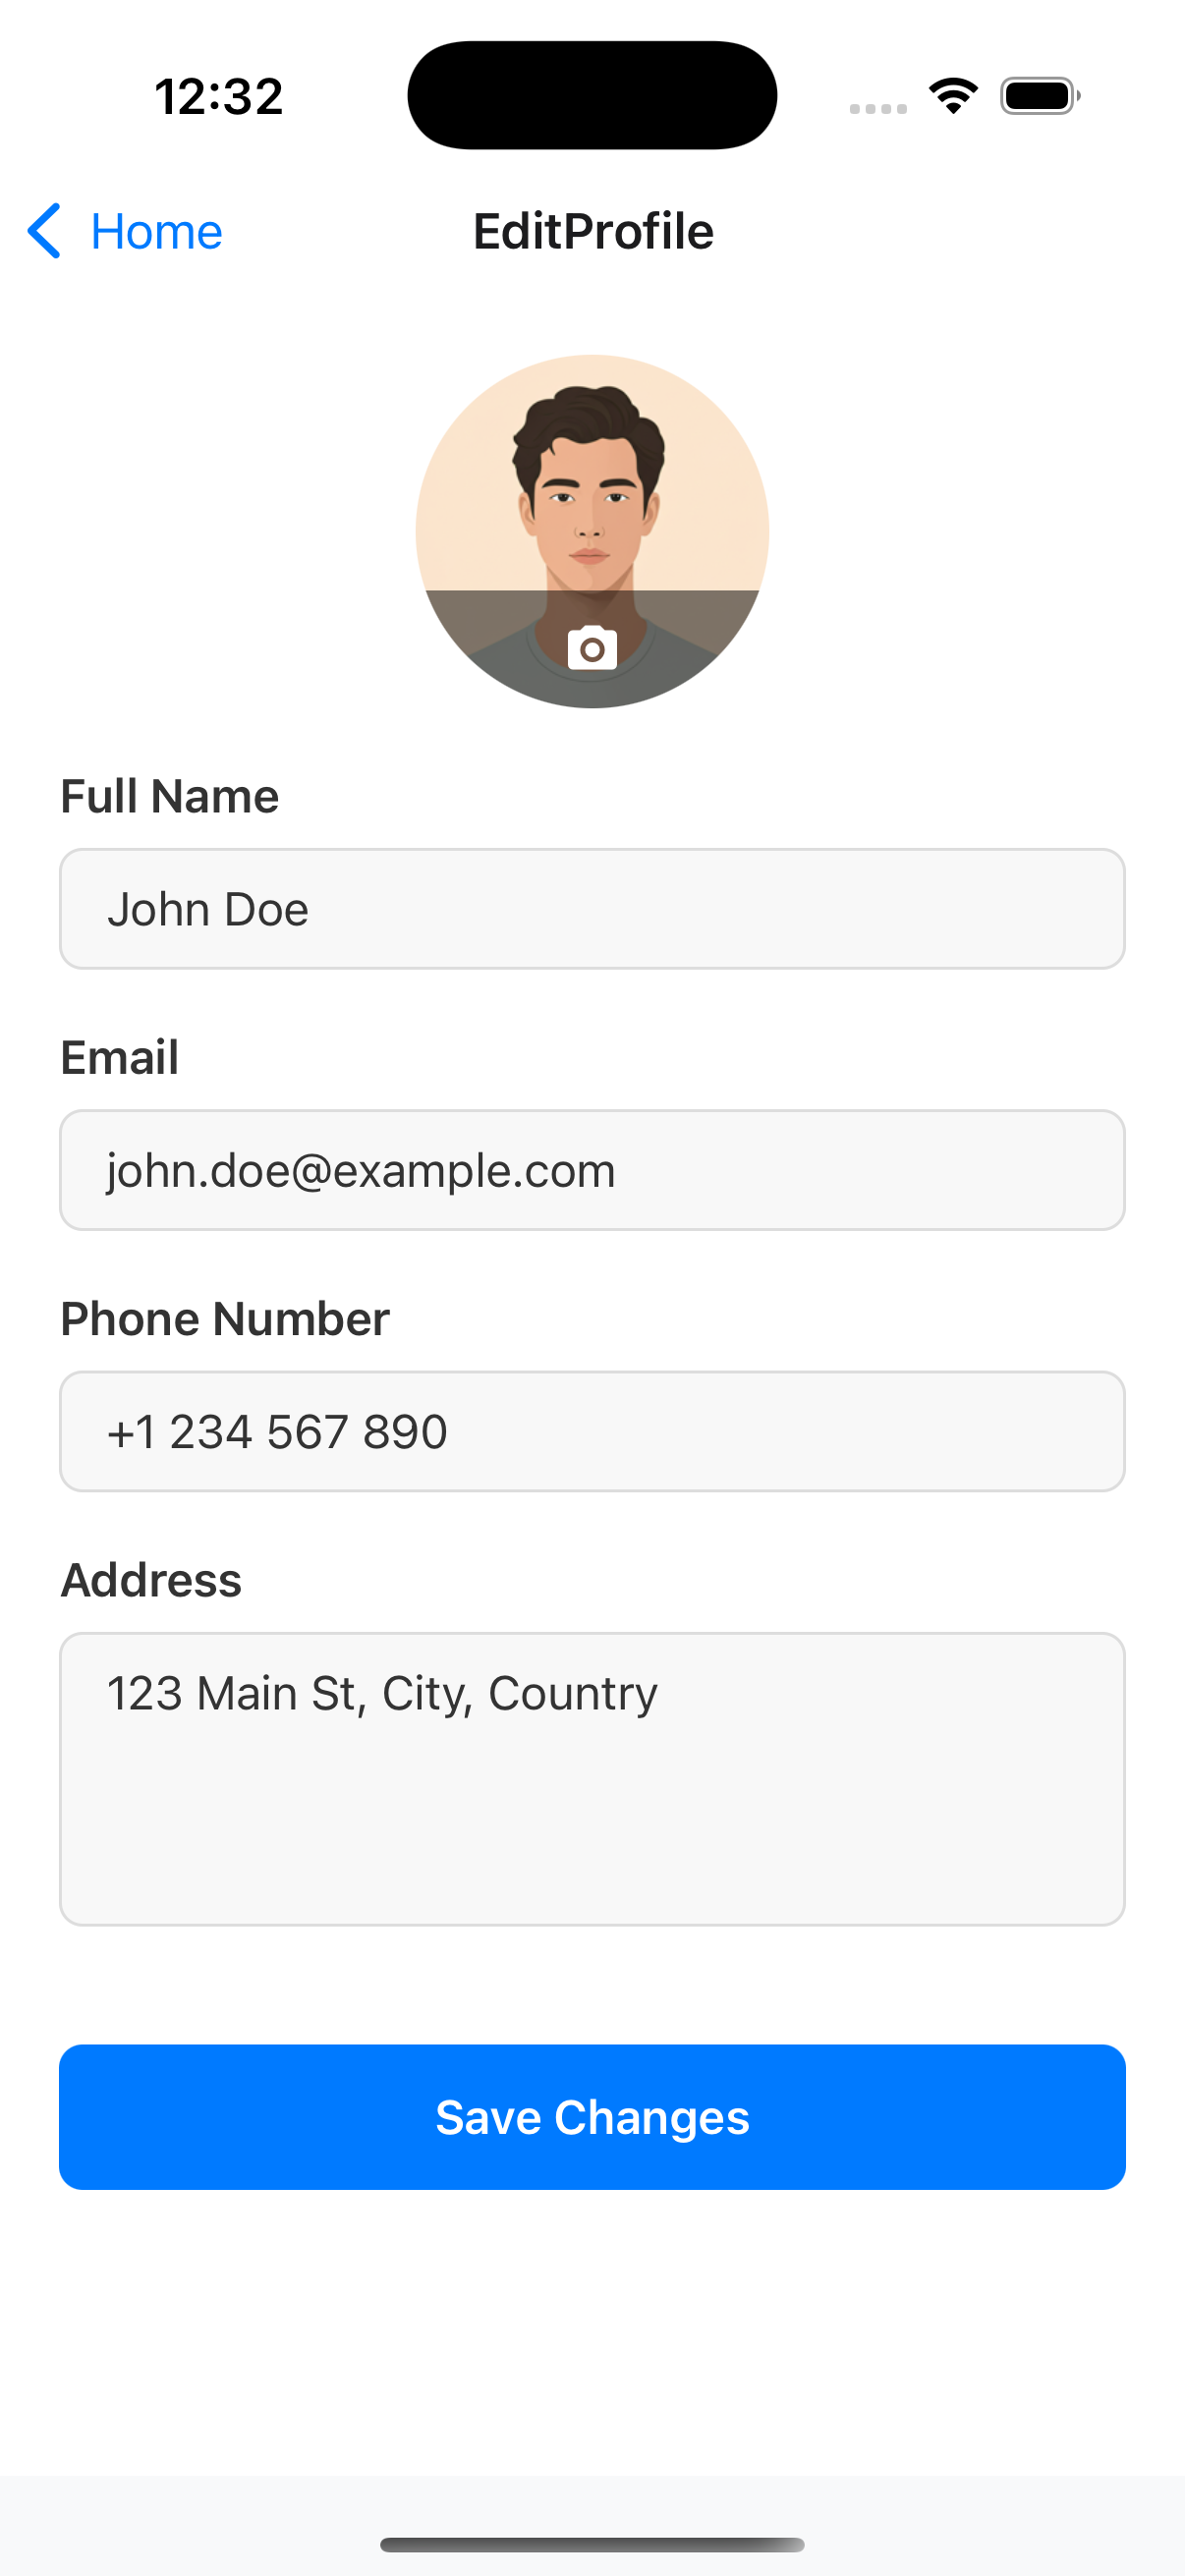 12:32
Home
EditProfile
Full Name
John Doe
Email
john.doe@example.com
Phone Number
+1 234 567 890
Address
123 Main St, City, Country
Save Changes